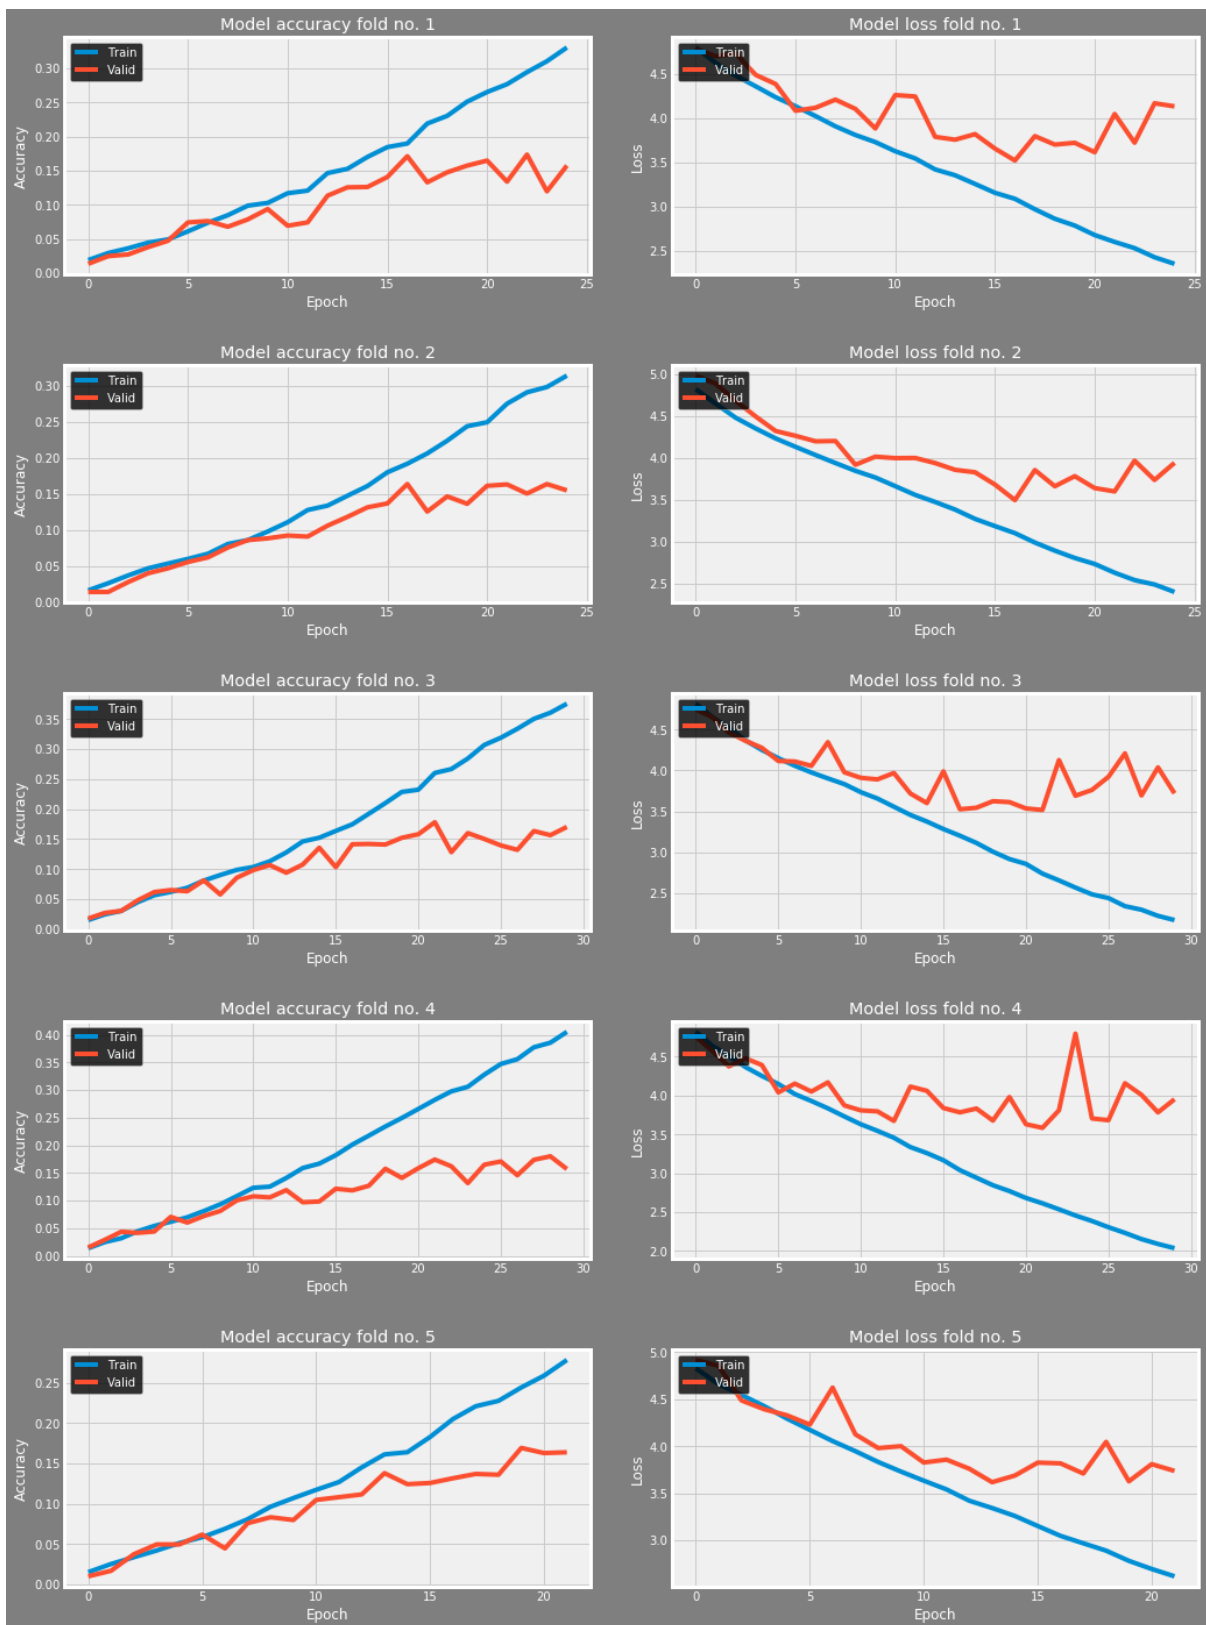 Model accuracy fold no. 1
Train
Valid
Accuracy
0.30
0.25
0.20
0.15
0.10
0.05
0.00
0 5 10 15 20 25
Epoch
Model loss fold no. 1
Train
Valid
Loss
4.5
4.0
3.5
3.0
2.5
0 5 10 15 20 25
Epoch
Model accuracy fold no. 2
Train
Valid
Accuracy
0.30
0.25
0.20
0.15
0.10
0.05
0.00
0 5 10 15 20 25
Epoch
Model loss fold no. 2
Train
Valid
Loss
5.0
4.5
4.0
3.5
3.0
2.5
0 5 10 15 20 25
Epoch
Model accuracy fold no. 3
Train
Valid
Accuracy
0.35
0.30
0.25
0.20
0.15
0.10
0.05
0.00
0 5 10 15 20 25 30
Epoch
Model loss fold no. 3
Train
Valid
Loss
4.5
4.0
3.5
3.0
2.5
0 5 10 15 20 25 30
Epoch
Model accuracy fold no. 4
Train
Valid
Accuracy
0.40
0.35
0.30
0.25
0.20
0.15
0.10
0.05
0.00
0 5 10 15 20 25 30
Epoch
Model loss fold no. 4
Train
Valid
Loss
4.5
4.0
3.5
3.0
2.5
2.0
0 5 10 15 20 25 30
Epoch
Model accuracy fold no. 5
Train
Valid
Accuracy
0.25
0.20
0.15
0.10
0.05
0.00
0 5 10 15 20
Epoch
Model loss fold no. 5
Train
Valid
Loss
5.0
4.5
4.0
3.5
3.0
0 5 10 15 20
Epoch